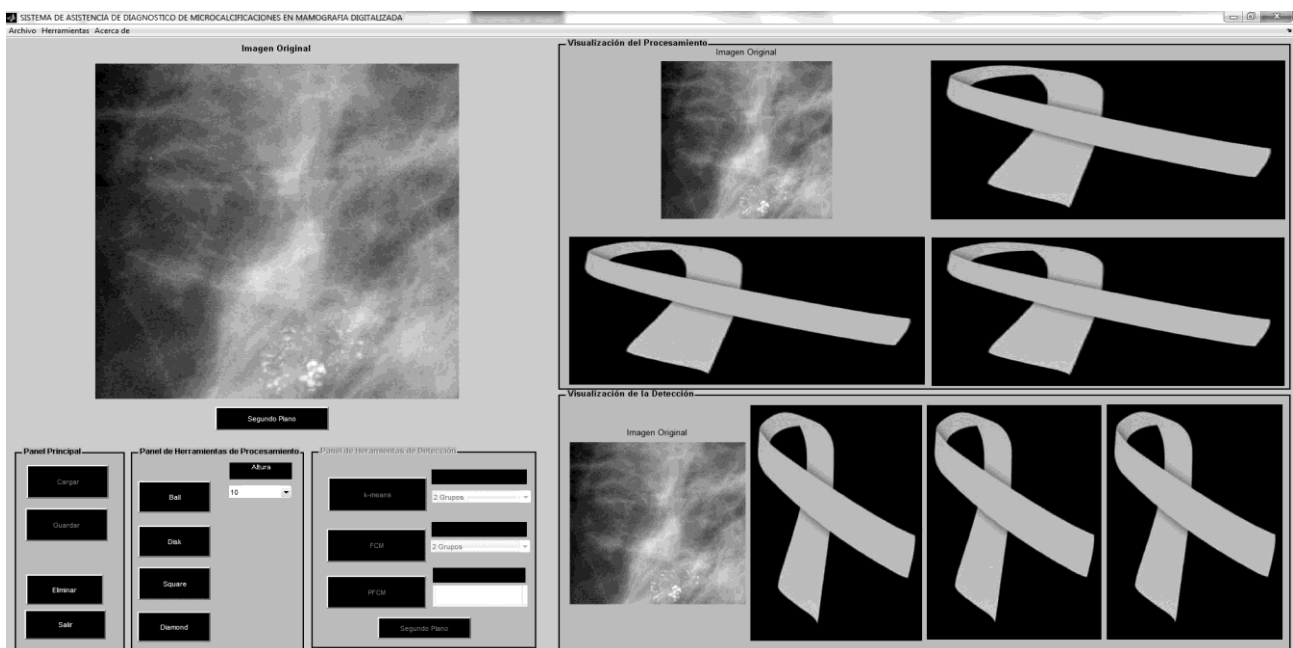 SISTEMA DE ASISTENCIA DE DIAGNOSTICO DE MICROCALCIFICACIONES EN MAMOGRAFIA DIGITALIZADA
Archivo Herramientas Acerca de
Imagen Original
Segundo Plano
Panel Principal
Cargar
Guardar
Eliminar
Salir
Panel de Herramientas de Procesamiento
Altura
10
Ball
Disk
Square
Diamond
Panel de Heramientas de Detección
k-means
2 Grupos
FCM
2 Grupos
PFCM
Segundo Plano
Visualización del Procesamiento
Imagen Original
Visualización de la Detección
Imagen Original